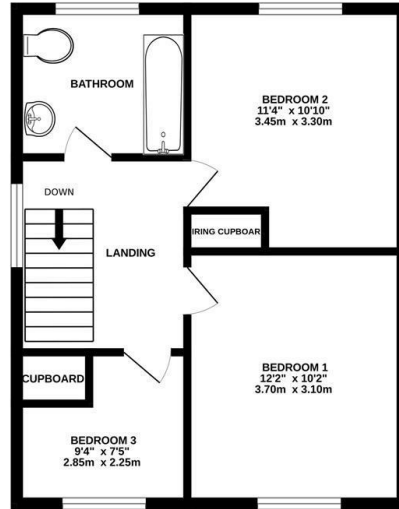 BATHROOM
BEDROOM 2
11'4" x 10'10"
3.45m x 3.30m
DOWN
IRING CUPBOAR
LANDING
BEDROOM 1
12'2" x 10'2"
3.70m x 3.10m
CUPBOARD
BEDROOM 3
9'4" x 7'5"
2.85m x 2.25m